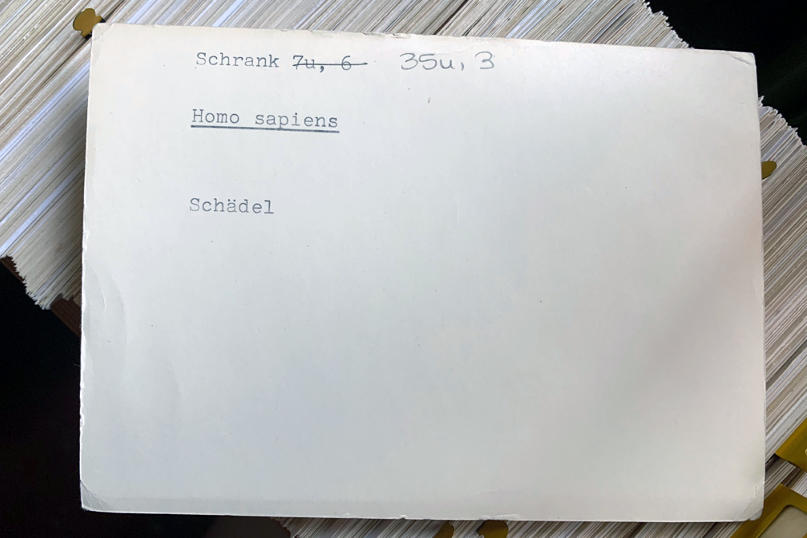 Schrank 7u, 6 35u, 3
Homo sapiens
Schädel